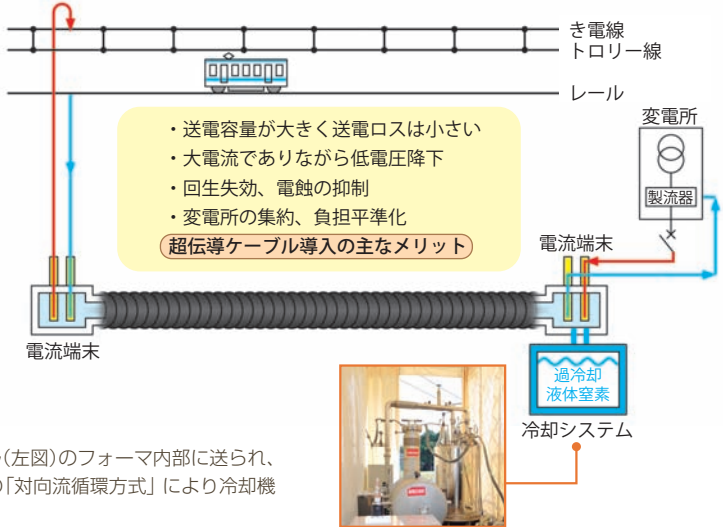 き電線
トロリー線
レール
変電所
・送電容量が大きく送電ロスは小さい
・大電流でありながら低電圧降下
・回生失効、電蝕の抑制
・変電所の集約、負担平準化
超伝導ケーブル導入の主なメリット
製流器
電流端末
電流端末
過冷却
液体窒素
冷却システム
(左図)のフォーマ内部に送られ、
「対向流循環方式」により冷却機